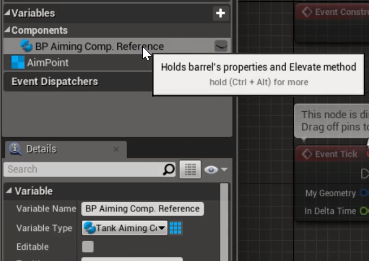 Variables
Event Constr
Components
BP Aiming Comp. Reference
AimPoint
Holds barrel's properties and Elevate method
hold (Ctrl + Alt) for more
Event Dispatchers
This node is di
Drag off pins t
Details
Event Tick
Search
Variable
My Geometry
Variable Name BP Aiming Comp. Reference
In Delta Time
Variable Type Tank Aiming Co
Editable